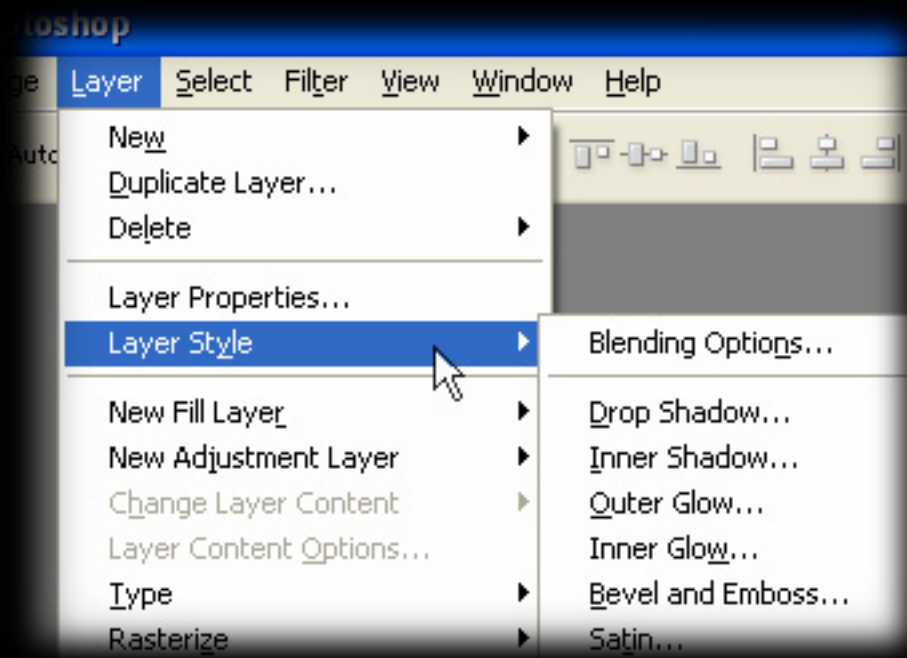 toshop
ge Layer Select Filter View Window Help
Auto
New
Duplicate Layer...
Delete
Layer Properties...
Layer Style
Blending Options...
New Fill Layer
Drop Shadow...
New Adjustment Layer
Inner Shadow...
Change Layer Content
Outer Glow...
Layer Content Options...
Inner Glow...
Type
Bevel and Emboss...
Rasterize
Satin...